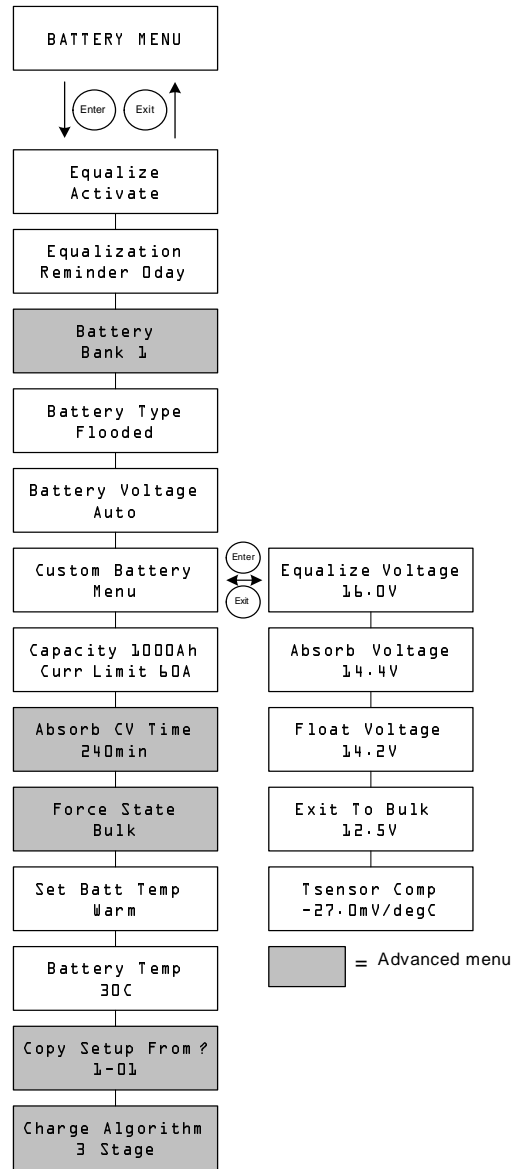 BATTERY MENU
Enter
Exit
Equalize
Activate
Equalization
Reminder 0day
Battery
Bank 1
Battery Type
Flooded
Battery Voltage
Auto
Custom Battery
Menu
Enter
Exit
Capacity 1000Ah
Curr Limit 60A
Absorb CV Time
240min
Force State
Bulk
Set Batt Temp
Warm
Battery Temp
30C
Copy Setup From ?
1-01
Charge Algorithm
3 Stage
Equalize Voltage
16.0V
Absorb Voltage
14.4V
Float Voltage
14.2V
Exit To Bulk
12.5V
Tsensor Comp
-27.0mV/degC
= Advanced menu